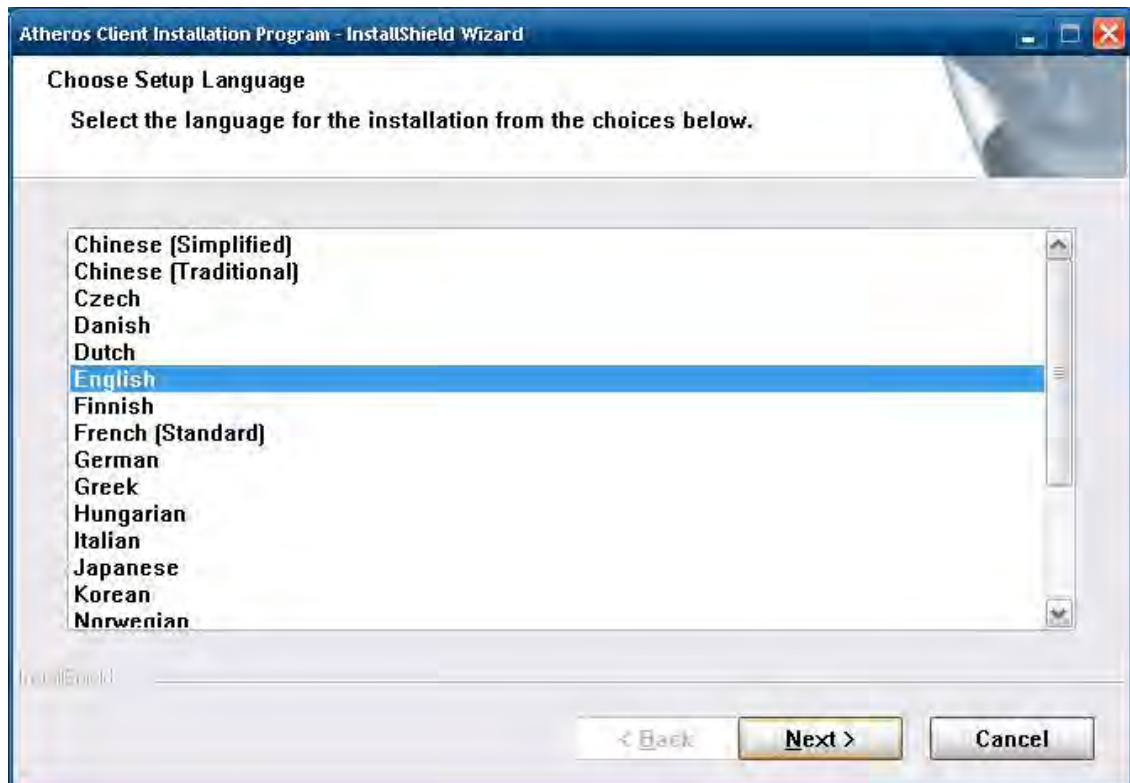 Atheros Client Installation Program - InstallShield Wizard
Choose Setup Language
Select the language for the installation from the choices below.
Chinese (Simplified)
Chinese (Traditional)
Czech
Danish
Dutch
English
Finnish
French (Standard)
German
Greek
Hungarian
Italian
Japanese
Korean
Norwegian
InstallShield
< Back
Next >
Cancel